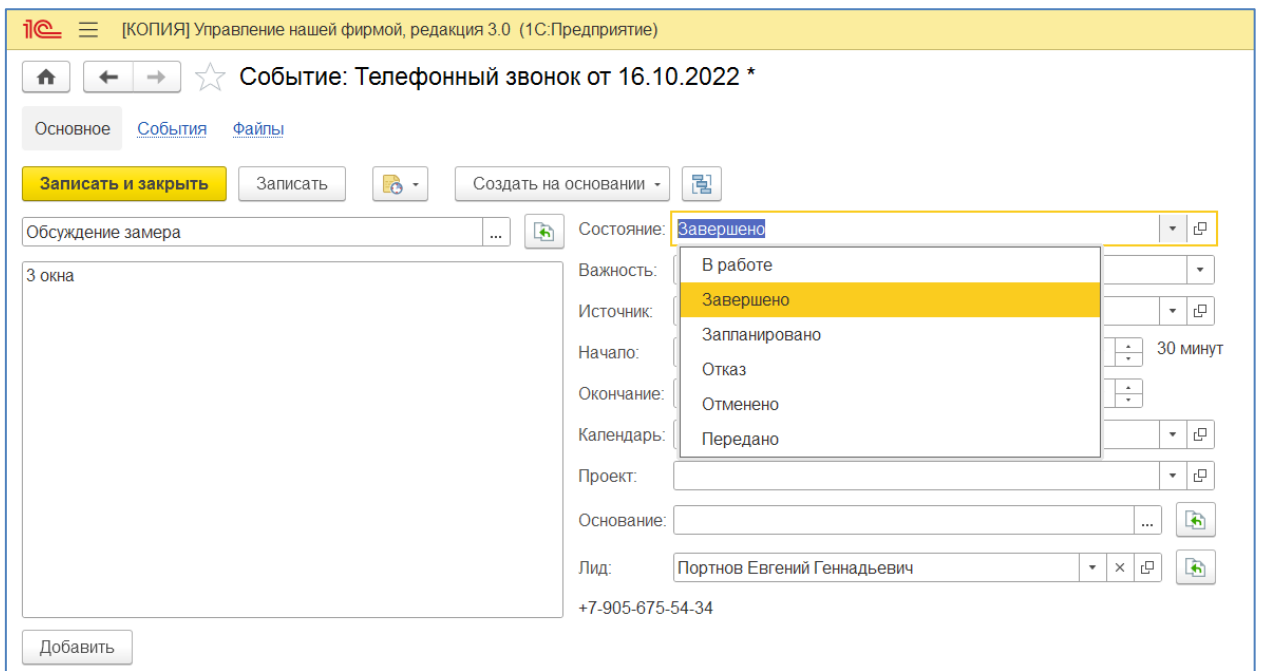 1С [КОПИЯ] Управление нашей фирмой, редакция 3.0 (1С:Предприятие)
Событие: Телефонный звонок от 16.10.2022 *
Основное События Файлы
Записать и закрыть Записать Создать на основании
Обсуждение замера ... Состояние: Завершено
3 окна
Важность:
В работе
Завершено
Источник:
Запланировано
Начало: 30 минут
Отказ
Окончание:
Отменено
Календарь:
Передано
Проект:
Основание: ...
Лид: Портнов Евгений Геннадьевич
+7-905-675-54-34
Добавить